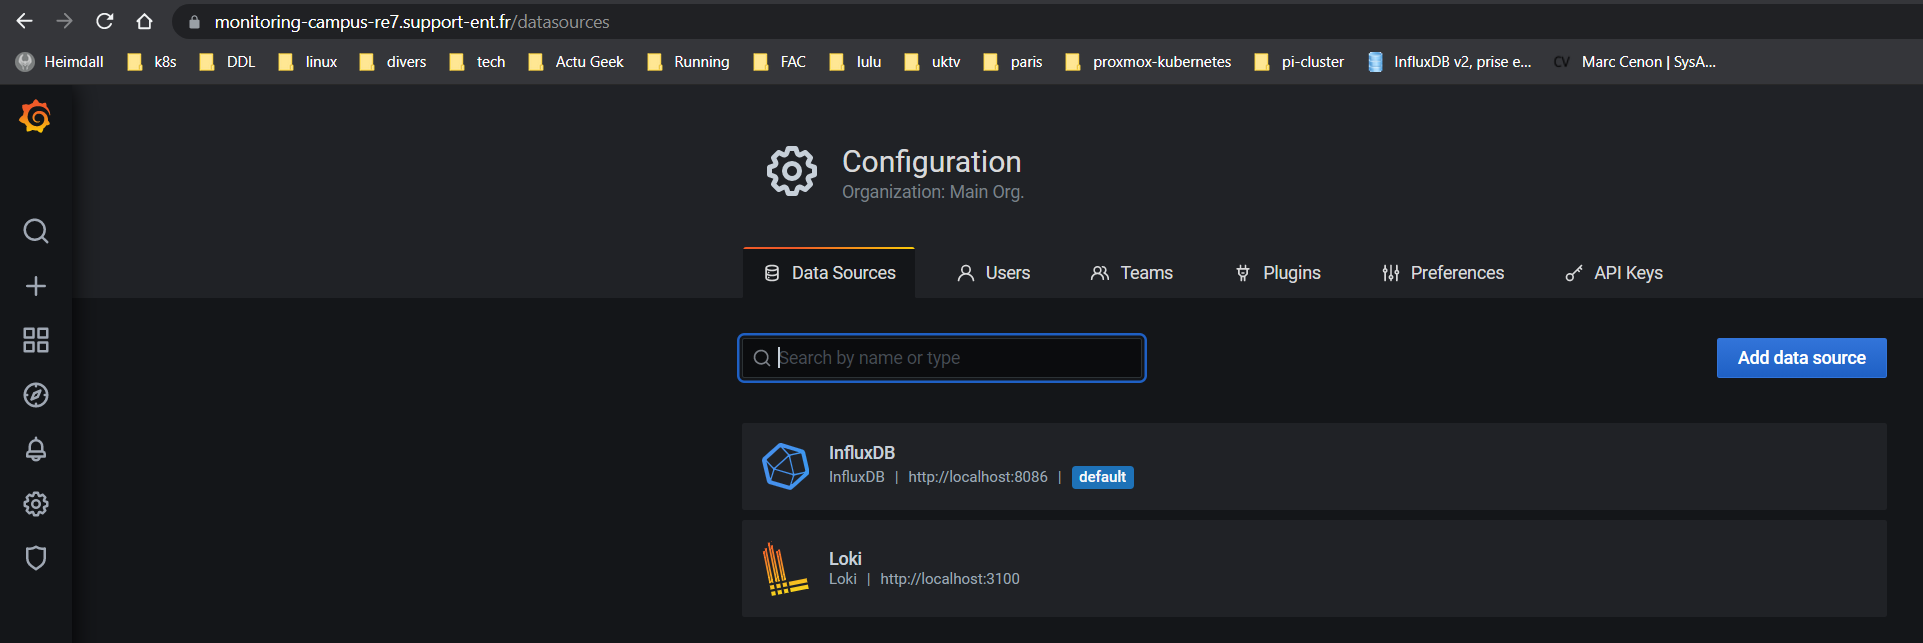 monitoring-campus-re7.support-ent.fr/datasources
Heimdall k8s DDL linux divers tech Actu Geek Running FAC lulu uktv paris proxmox-kubernetes pi-cluster InfluxDB v2, prise e... CV Marc Cenon | SysA...
Configuration
Organization: Main Org.
Data Sources Users Teams Plugins Preferences API Keys
Search by name or type
Add data source
InfluxDB
InfluxDB | http://localhost:8086 | default
Loki
Loki | http://localhost:3100